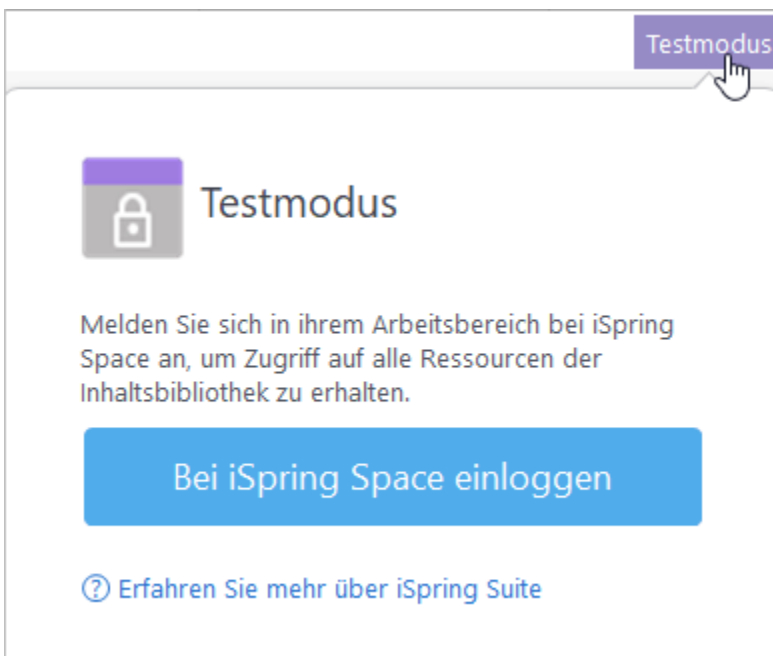 Testmodus
Testmodus
Melden Sie sich in ihrem Arbeitsbereich bei iSpring
Space an, um Zugriff auf alle Ressourcen der
Inhaltsbibliothek zu erhalten.
Bei iSpring Space einloggen
? Erfahren Sie mehr über iSpring Suite